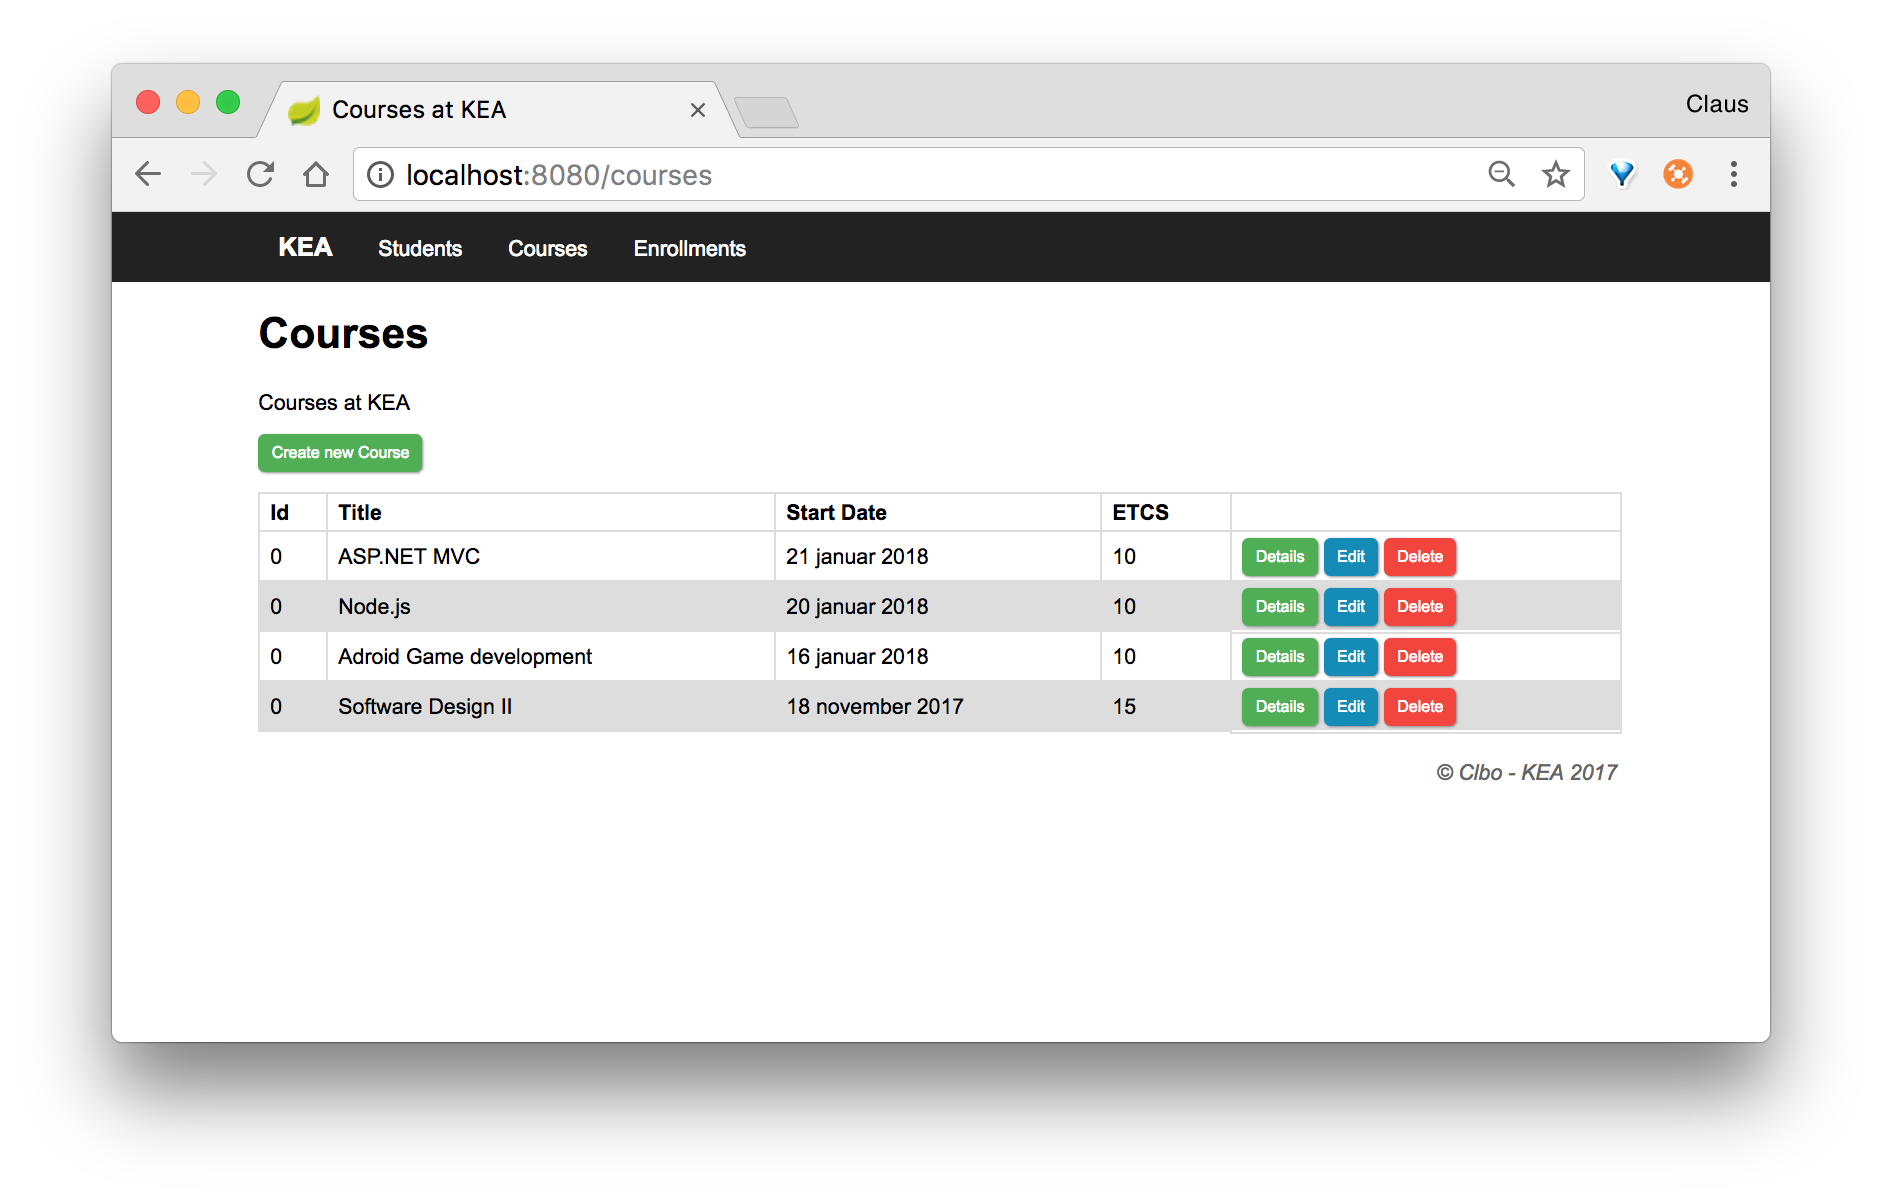 Courses at KEA
Claus
localhost:8080/courses
KEA Students Courses Enrollments
Courses
Courses at KEA
Create new Course
Id Title Start Date ETCS
0 ASP.NET MVC 21 januar 2018 10 Details Edit Delete
0 Node.js 20 januar 2018 10 Details Edit Delete
0 Adroid Game development 16 januar 2018 10 Details Edit Delete
0 Software Design II 18 november 2017 15 Details Edit Delete
© Clbo - KEA 2017